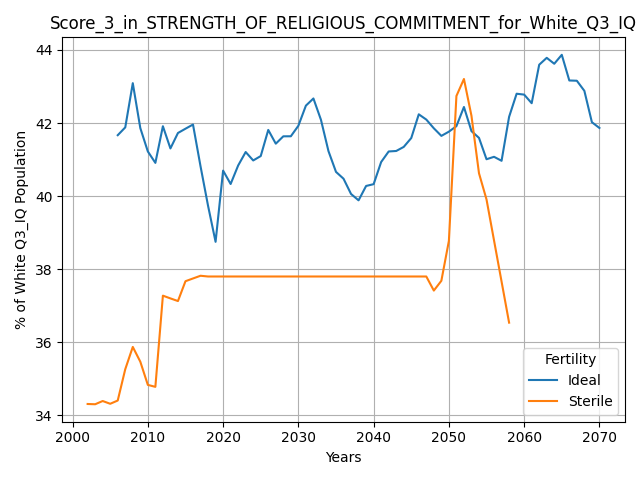 Score_3_in_STRENGTH_OF_RELIGIOUS_COMMITMENT_for_White_Q3_IQ
% of White Q3_IQ Population
44
42
40
38
36
34
Fertility
Ideal
Sterile
2000 2010 2020 2030 2040 2050 2060 2070
Years